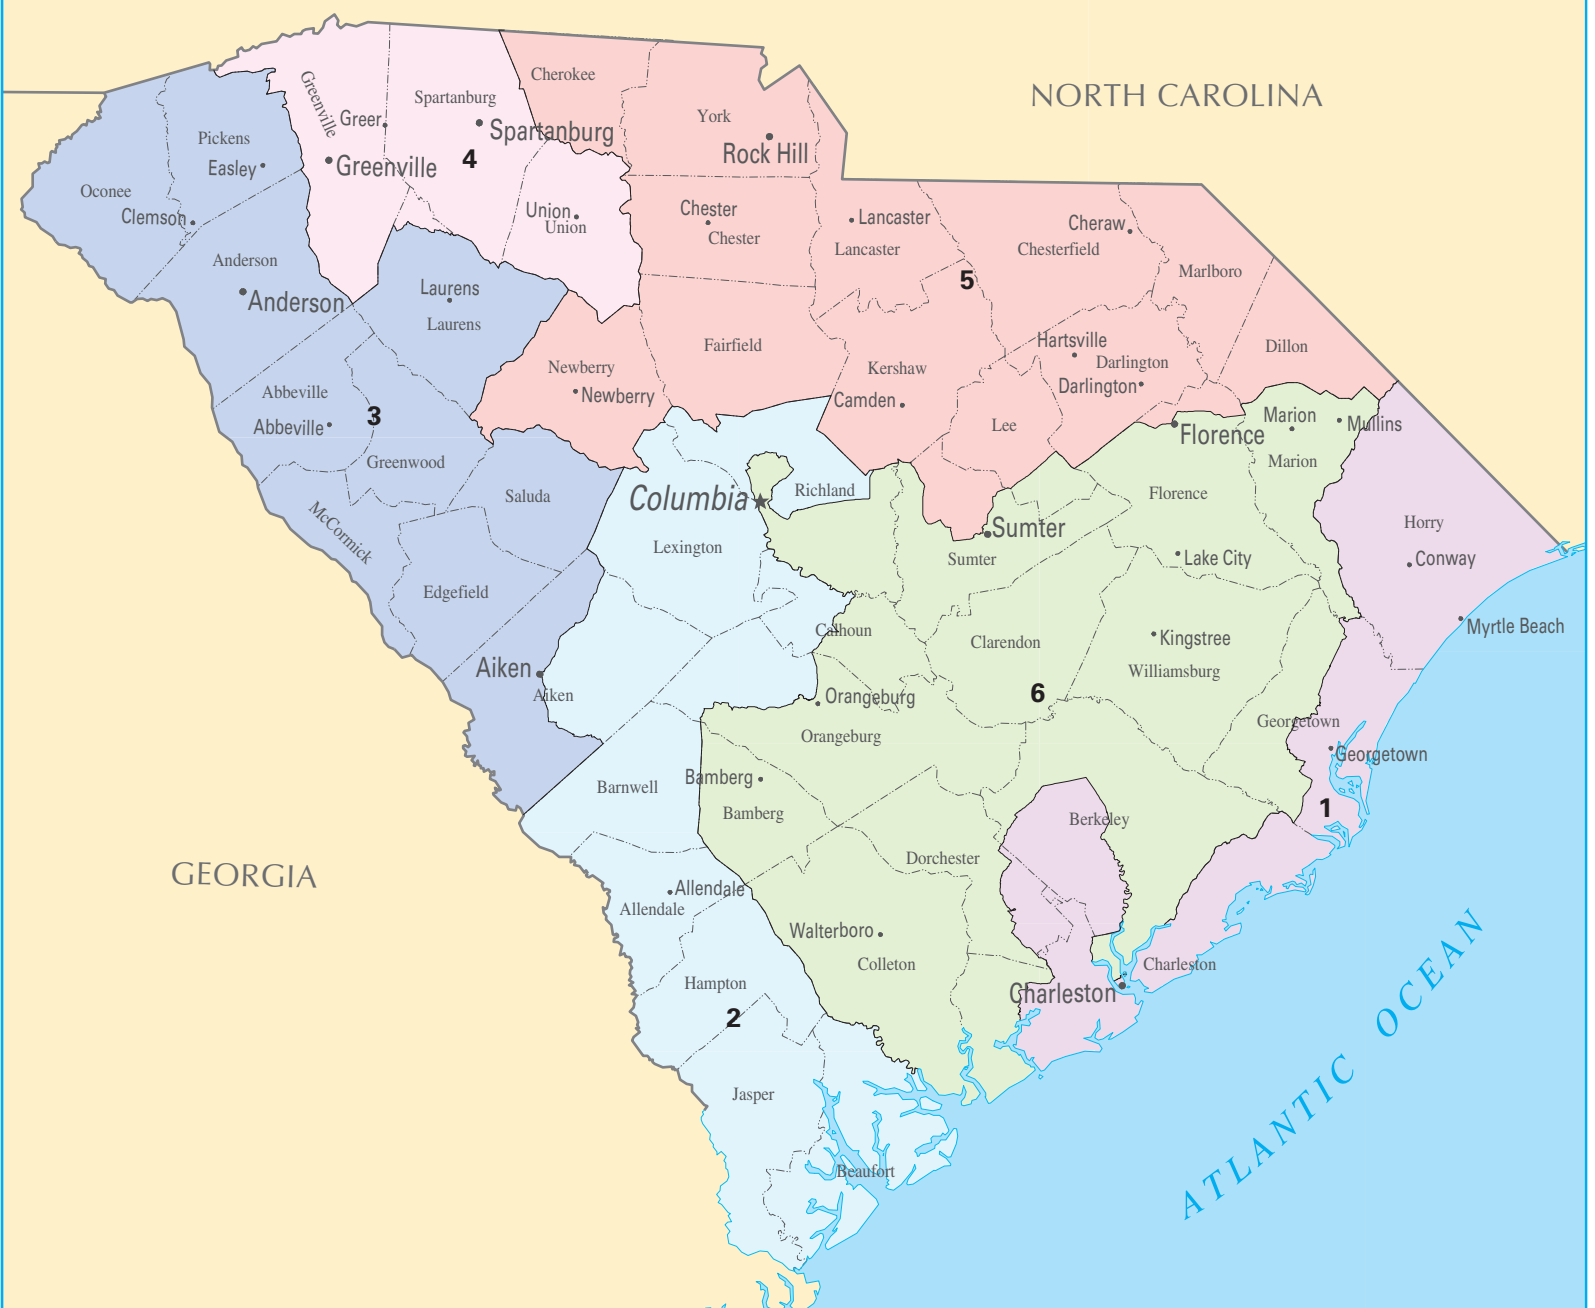 NORTH CAROLINA
Cherokee
Spartanburg
Greenville
York
Greer
Spartanburg
Pickens
Rock Hill
4
Easley
Greenville
Oconee
Chester
Union
Clemson
Lancaster
Cheraw
Union
Chester
Lancaster
Chesterfield
Anderson
Marlboro
5
Laurens
Anderson
Laurens
Hartsville
Fairfield
Dillon
Newberry
Kershaw
Darlington
Abbeville
Newberry
Camden
Darlington
3
Abbeville
Lee
Marion
Mullins
Florence
Greenwood
Marion
Saluda
Columbia
Richland
Florence
McCormick
Horry
Lexington
Sumter
Sumter
Lake City
Conway
Edgefield
Calhoun
Clarendon
Kingstree
Myrtle Beach
Aiken
Williamsburg
Aiken
Orangeburg
6
Orangeburg
Georgetown
Georgetown
Barnwell
Bamberg
Bamberg
1
Berkeley
GEORGIA
Dorchester
Allendale
Allendale
Walterboro
Colleton
Charleston
Hampton
Charleston
2
Jasper
Beaufort
ATLANTIC OCEAN